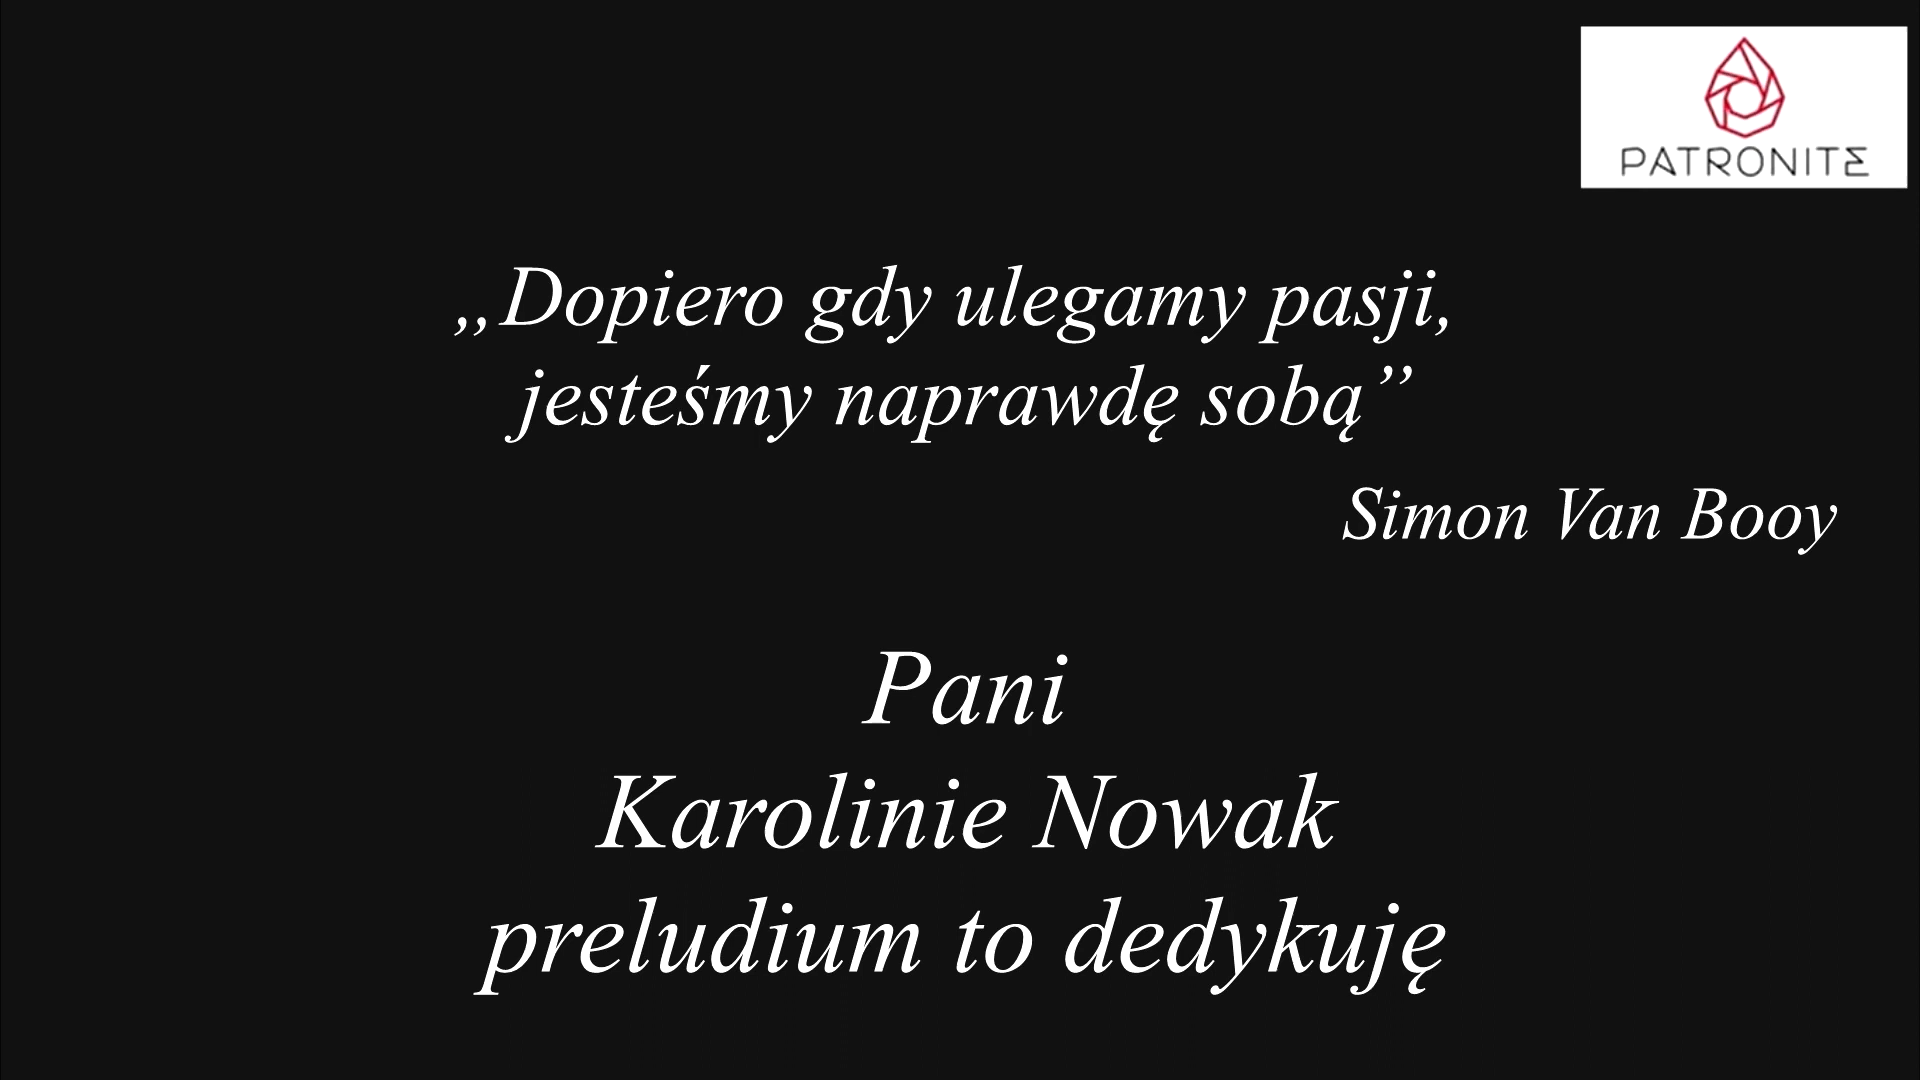 PATRONITE
„Dopiero gdy ulegamy pasji,
jesteśmy naprawdę sobą”
Simon Van Booy
Pani
Karolinie Nowak
preludium to dedykuję